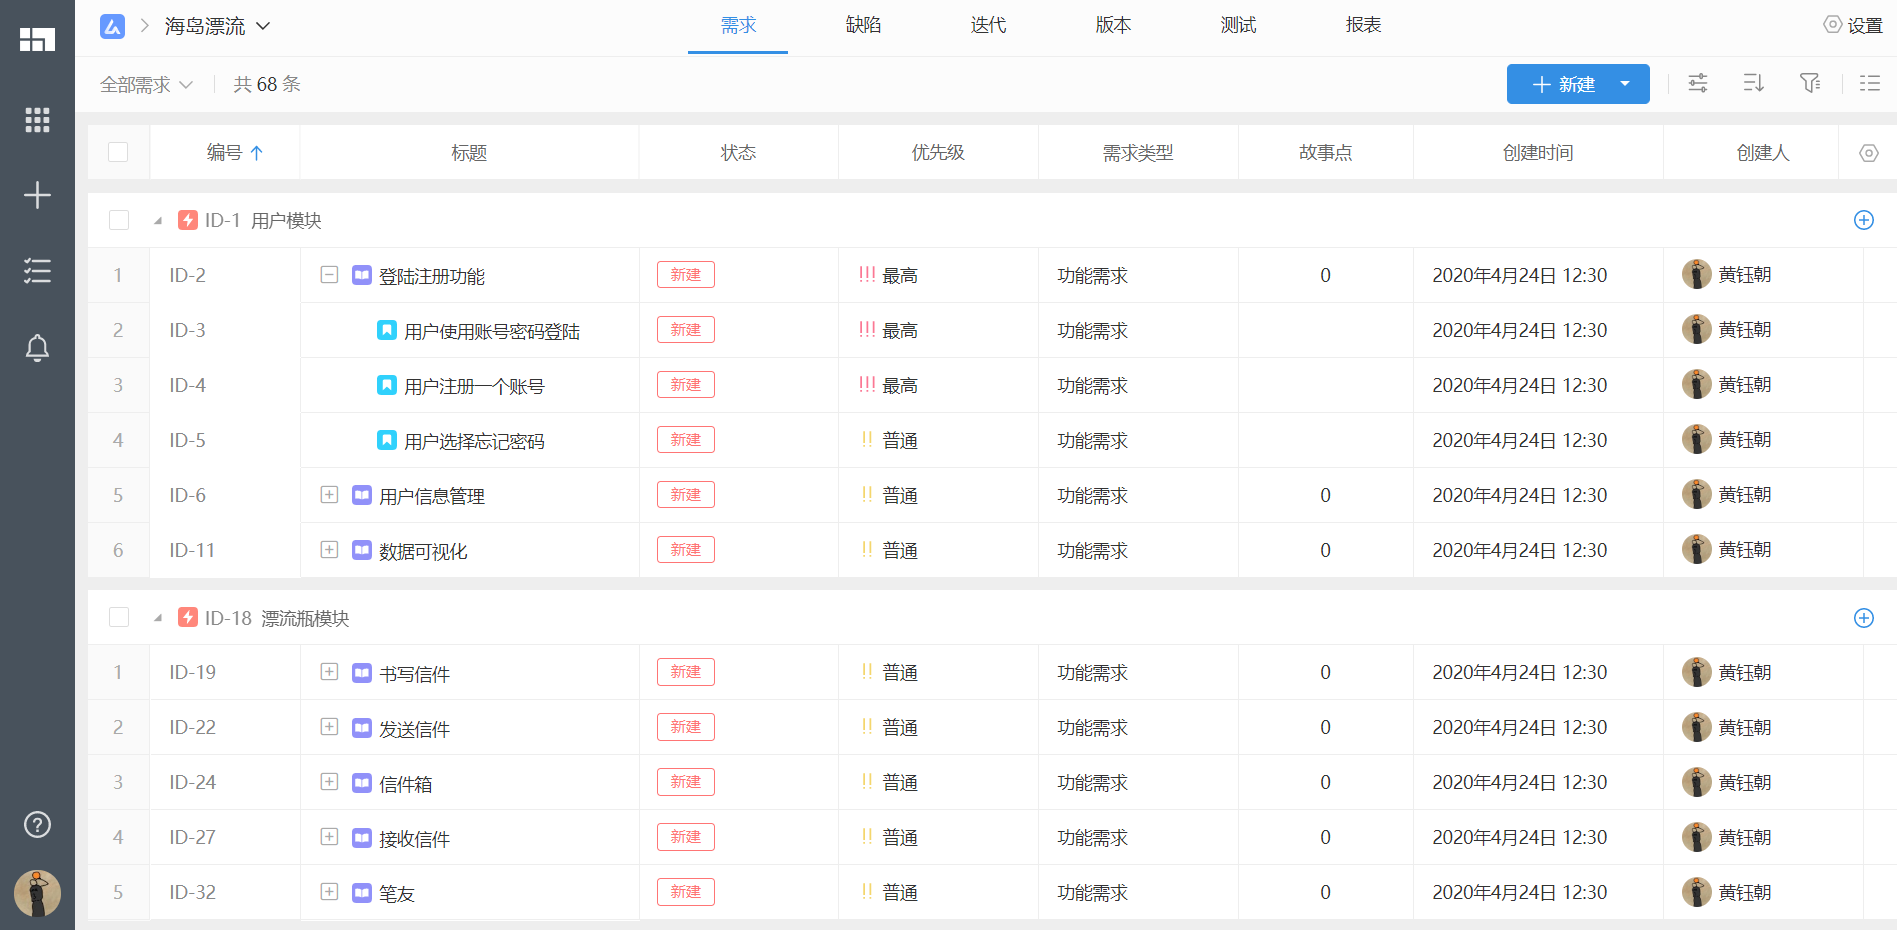 海岛漂流
需求 缺陷 迭代 版本 测试 报表
设置
全部需求 共 68 条
新建
编号 标题 状态 优先级 需求类型 故事点 创建时间 创建人
ID-1 用户模块
1 ID-2 登陆注册功能 新建 !!! 最高 功能需求 0 2020年4月24日 12:30 黄钰朝
2 ID-3 用户使用账号密码登陆 新建 !!! 最高 功能需求 2020年4月24日 12:30 黄钰朝
3 ID-4 用户注册一个账号 新建 !!! 最高 功能需求 2020年4月24日 12:30 黄钰朝
4 ID-5 用户选择忘记密码 新建 !! 普通 功能需求 2020年4月24日 12:30 黄钰朝
5 ID-6 用户信息管理 新建 !! 普通 功能需求 0 2020年4月24日 12:30 黄钰朝
6 ID-11 数据可视化 新建 !! 普通 功能需求 0 2020年4月24日 12:30 黄钰朝
ID-18 漂流瓶模块
1 ID-19 书写信件 新建 !! 普通 功能需求 0 2020年4月24日 12:30 黄钰朝
2 ID-22 发送信件 新建 !! 普通 功能需求 0 2020年4月24日 12:30 黄钰朝
3 ID-24 信件箱 新建 !! 普通 功能需求 0 2020年4月24日 12:30 黄钰朝
4 ID-27 接收信件 新建 !! 普通 功能需求 0 2020年4月24日 12:30 黄钰朝
5 ID-32 笔友 新建 !! 普通 功能需求 0 2020年4月24日 12:30 黄钰朝